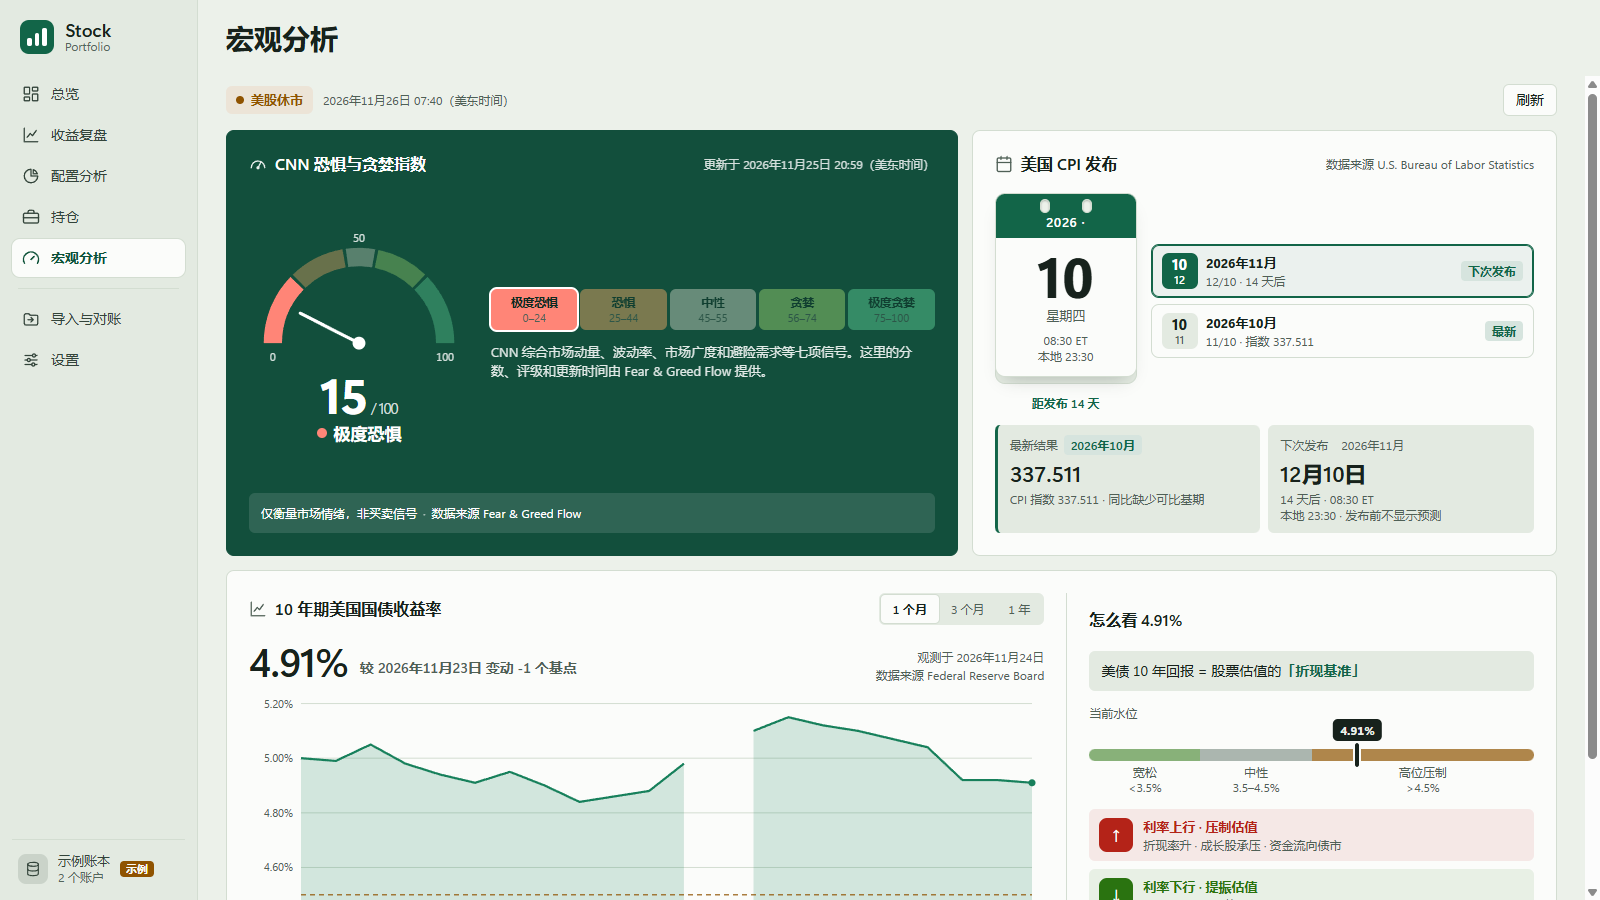 Stock
Portfolio
总览
收益复盘
配置分析
持仓
宏观分析
导入与对账
设置
示例账本
2 个账户
示例
宏观分析
美股休市
2026年11月26日 07:40（美东时间）
刷新
CNN 恐惧与贪婪指数
更新于 2026年11月25日 20:59（美东时间）
50
0
100
15 /100
极度恐惧
极度恐惧
0–24
恐惧
25–44
中性
45–55
贪婪
56–74
极度贪婪
75–100
CNN 综合市场动量、波动率、市场广度和避险需求等七项信号。这里的分
数、评级和更新时间由 Fear & Greed Flow 提供。
仅衡量市场情绪，非买卖信号 · 数据来源 Fear & Greed Flow
美国 CPI 发布
数据来源 U.S. Bureau of Labor Statistics
2026 ·
10
星期四
08:30 ET
本地 23:30
距发布 14 天
10
12
2026年11月
12/10 · 14 天后
下次发布
10
11
2026年10月
11/10 · 指数 337.511
最新
最新结果 2026年10月
337.511
CPI 指数 337.511 · 同比缺少可比基期
下次发布 2026年11月
12月10日
14 天后 · 08:30 ET
本地 23:30 · 发布前不显示预测
10 年期美国国债收益率
1 个月
3 个月
1 年
4.91% 较 2026年11月23日 变动 -1 个基点
观测于 2026年11月24日
数据来源 Federal Reserve Board
5.20%
5.00%
4.80%
4.60%
怎么看 4.91%
美债 10 年回报 = 股票估值的「折现基准」
当前水位
4.91%
宽松
<3.5%
中性
3.5–4.5%
高位压制
>4.5%
↑
利率上行 · 压制估值
折现率升 · 成长股承压 · 资金流向债市
↓
利率下行 · 提振估值